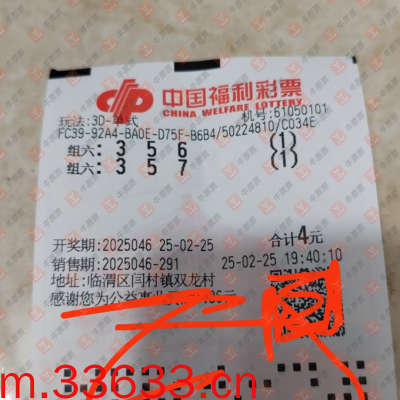 中国福利彩票
CHINA WELFARE LOTTERY
玩法:3D-单式 机号:61050101
FC39-92A4-BA0E-D75F-B6B4/50224810/C034E
组六: 3 5 6 (1)
组六: 3 5 7 (1)
开奖期:2025046 25-02-25 合计4元
销售期:2025046-291 25-02-25 19:40:10
地址:临渭区闫村镇双龙村
感谢您为公益事业
m.33633.cn